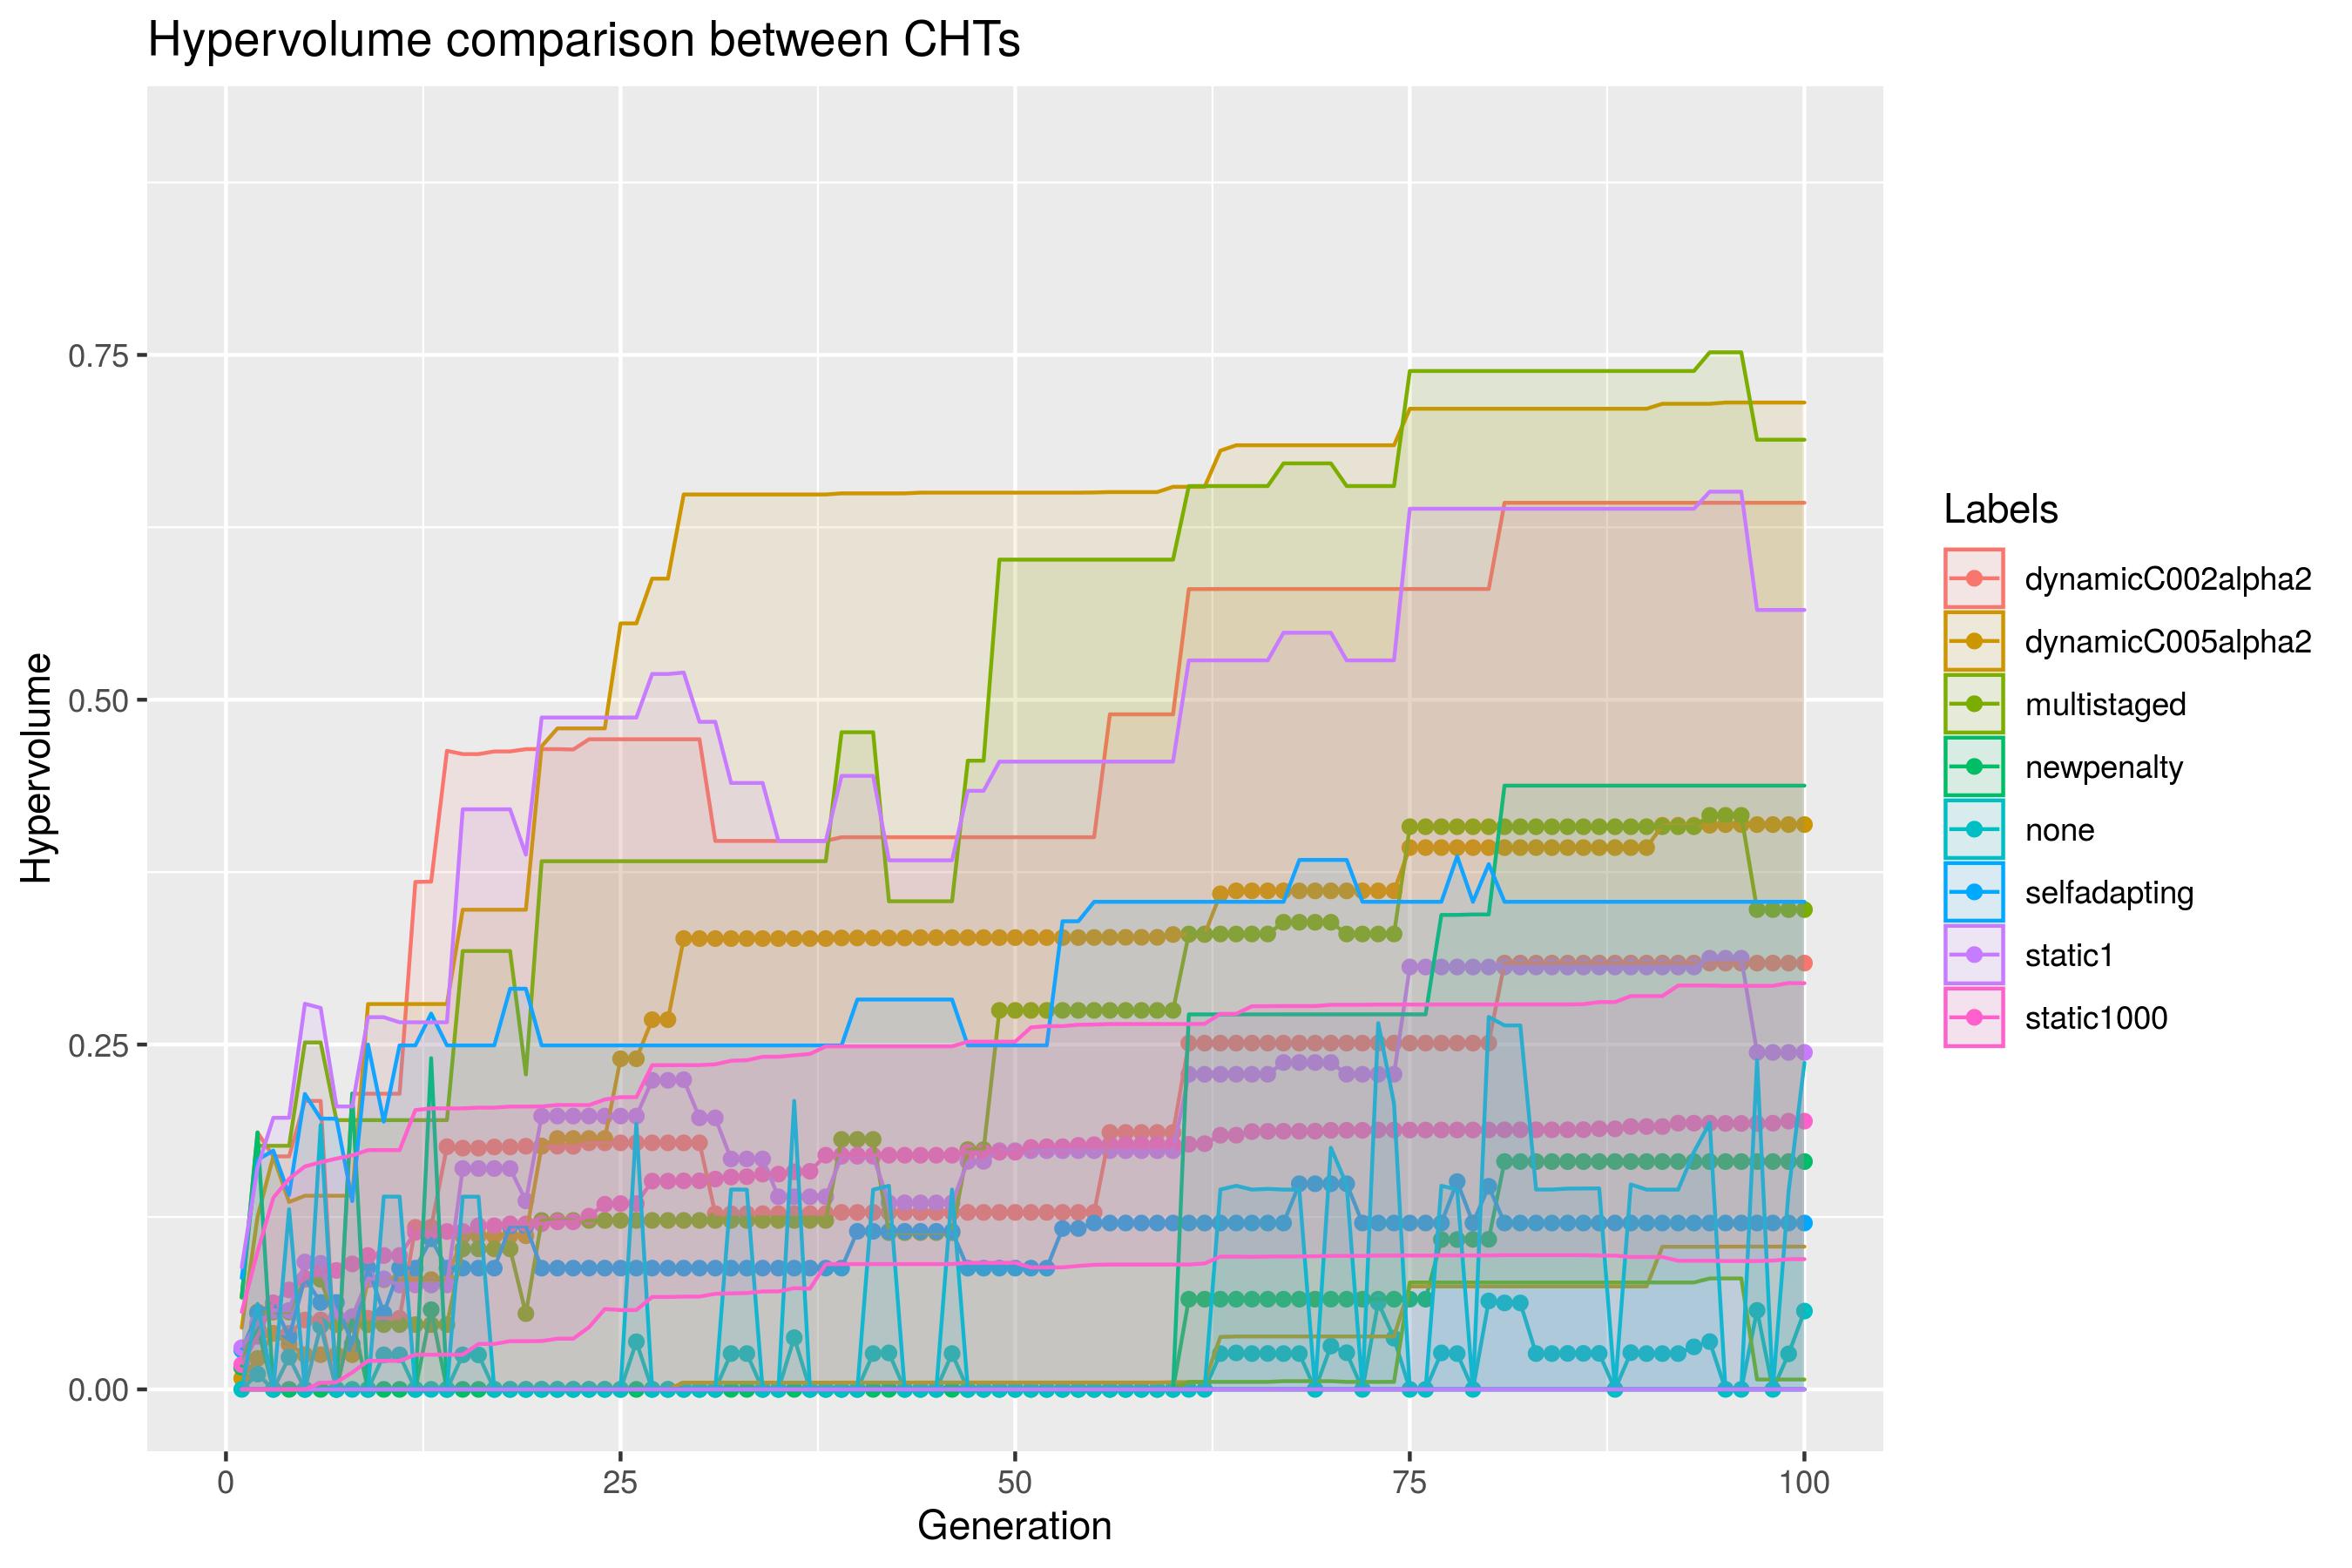 Hypervolume comparison between CHTs
Hypervolume
0.75
0.50
0.25
0.00
0
25
50
75
100
Generation
Labels
dynamicC002alpha2
dynamicC005alpha2
multistaged
newpenalty
none
selfadapting
static1
static1000